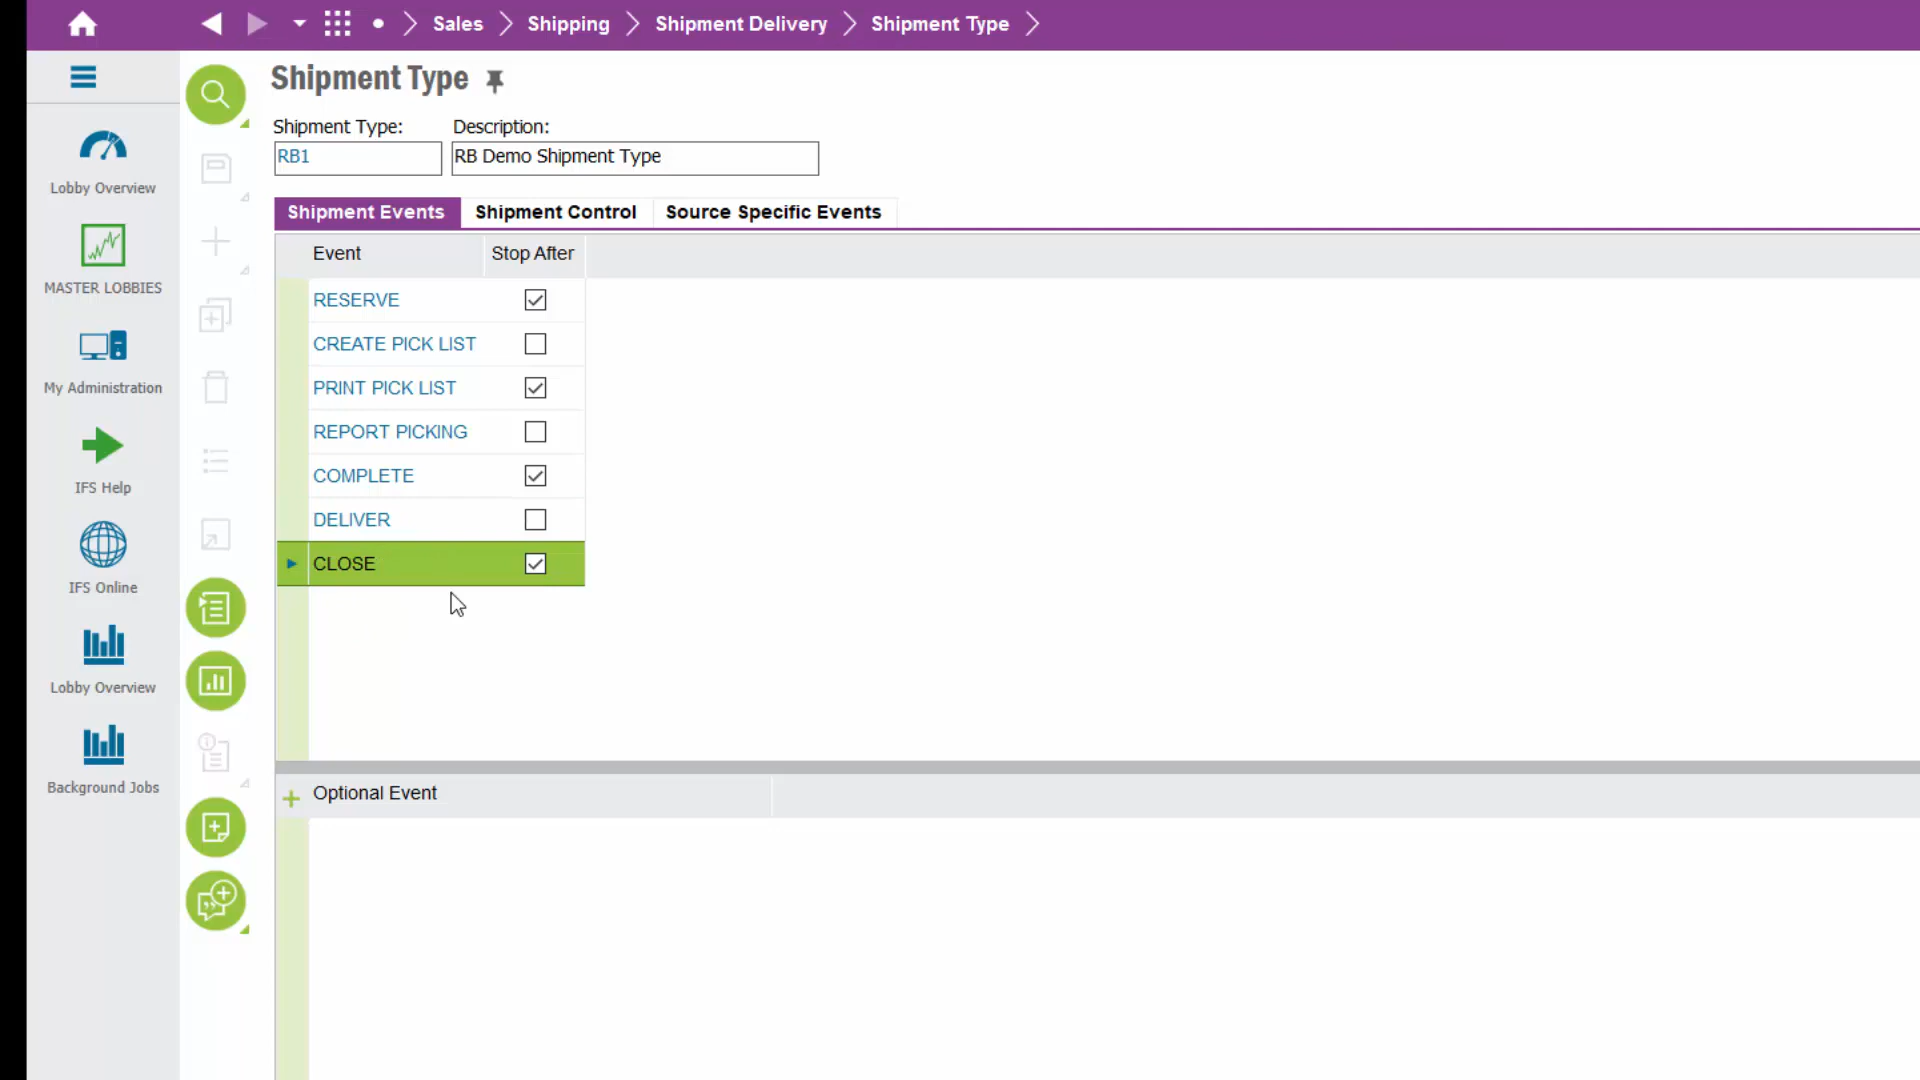 Sales
Shipping
Shipment Delivery
Shipment Type
Lobby Overview
MASTER LOBBIES
My Administration
IFS Help
IFS Online
Lobby Overview
Background Jobs
Shipment Type
Shipment Type: Description:
RB1 RB Demo Shipment Type
Shipment Events Shipment Control Source Specific Events
Event Stop After
RESERVE
CREATE PICK LIST
PRINT PICK LIST
REPORT PICKING
COMPLETE
DELIVER
CLOSE
Optional Event